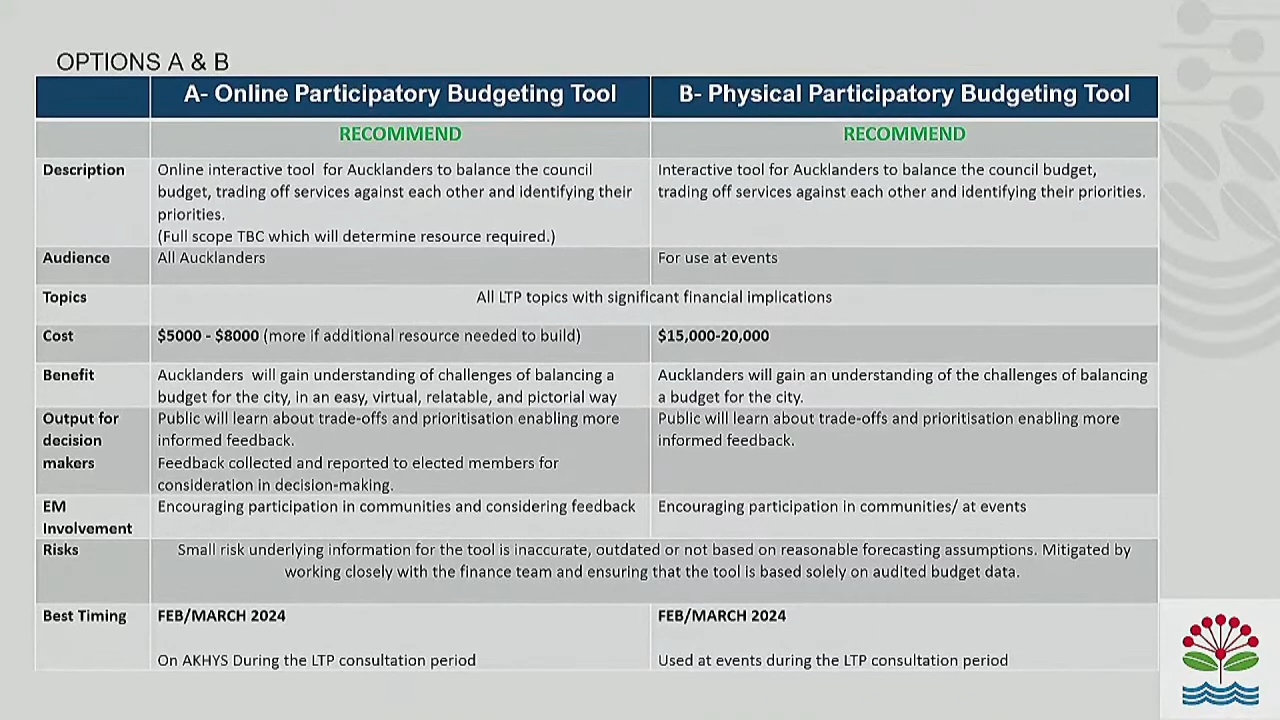 OPTIONS A & B
A- Online Participatory Budgeting Tool
B- Physical Participatory Budgeting Tool
RECOMMEND
RECOMMEND
Description
Online interactive tool for Aucklanders to balance the council
budget, trading off services against each other and identifying their
priorities.
(Full scope TBC which will determine resource required.)
Interactive tool for Aucklanders to balance the council budget,
trading off services against each other and identifying their priorities.
Audience
All Aucklanders
For use at events
Topics
All LTP topics with significant financial implications
Cost
$5000 - $8000 (more if additional resource needed to build)
$15,000-20,000
Benefit
Aucklanders will gain understanding of challenges of balancing a
budget for the city, in an easy, virtual, relatable, and pictorial way
Aucklanders will gain an understanding of the challenges of balancing
a budget for the city.
Output for
decision
makers
Public will learn about trade-offs and prioritisation enabling more
informed feedback.
Feedback collected and reported to elected members for
consideration in decision-making.
Public will learn about trade-offs and prioritisation enabling more
informed feedback.
EM
Involvement
Encouraging participation in communities and considering feedback
Encouraging participation in communities/ at events
Risks
Small risk underlying information for the tool is inaccurate, outdated or not based on reasonable forecasting assumptions. Mitigated by
working closely with the finance team and ensuring that the tool is based solely on audited budget data.
Best Timing
FEB/MARCH 2024
On AKHYS During the LTP consultation period
FEB/MARCH 2024
Used at events during the LTP consultation period